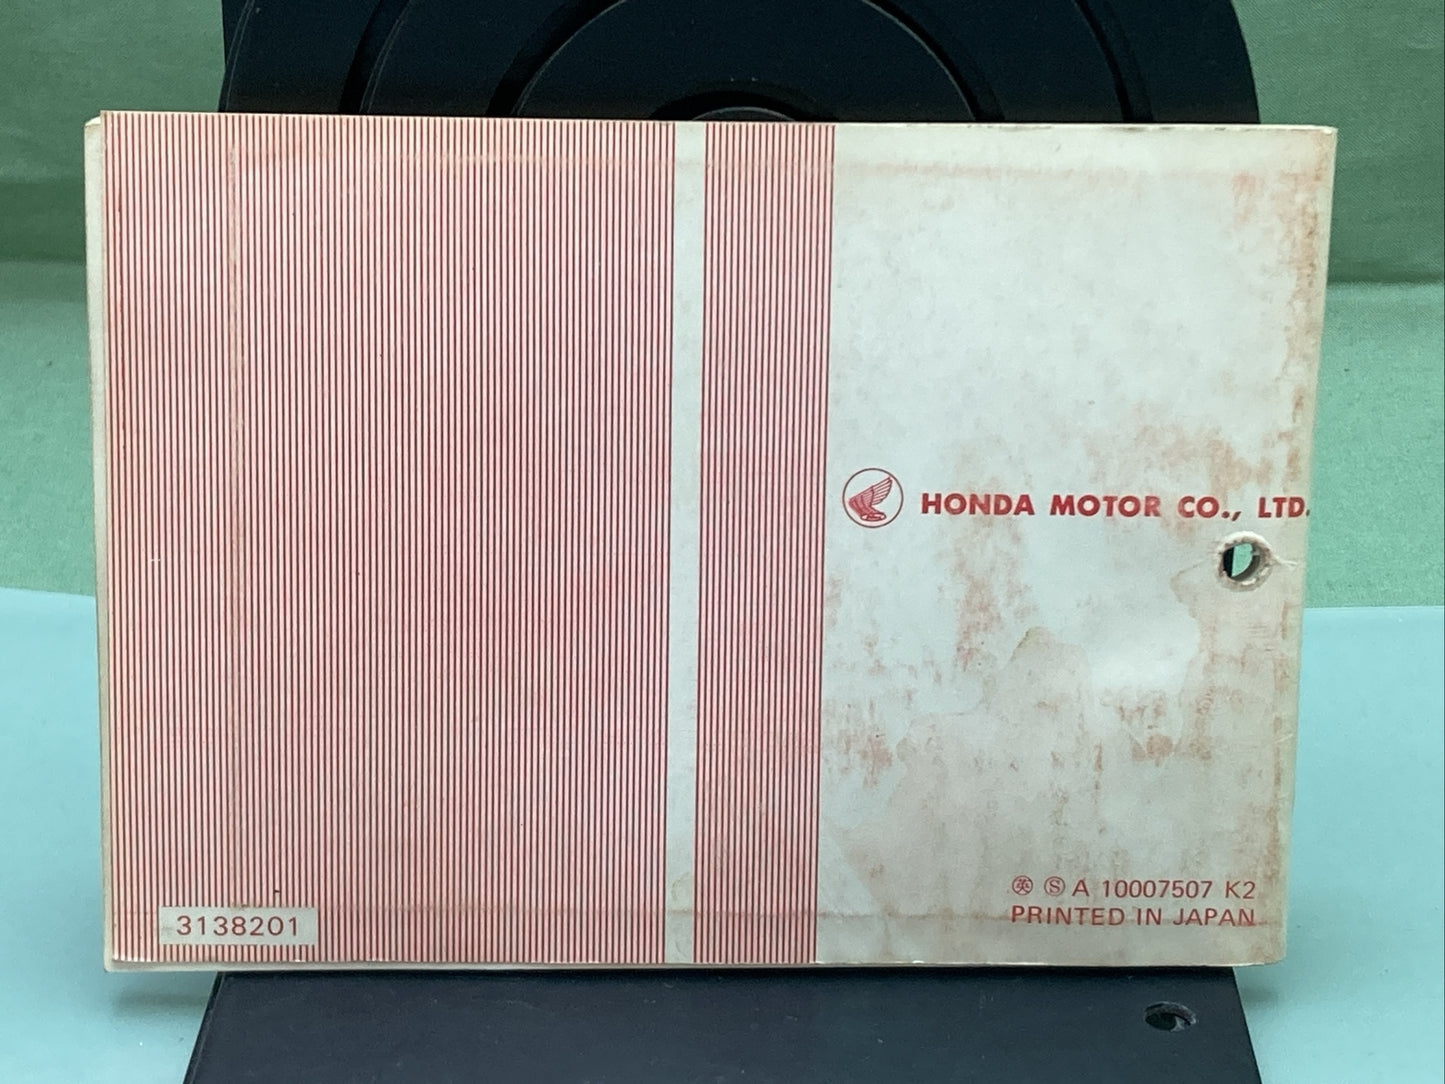 HONDA MOTOR CO., LTD.
英 Ⓢ A 10007507 K2
PRINTED IN JAPAN
3138201